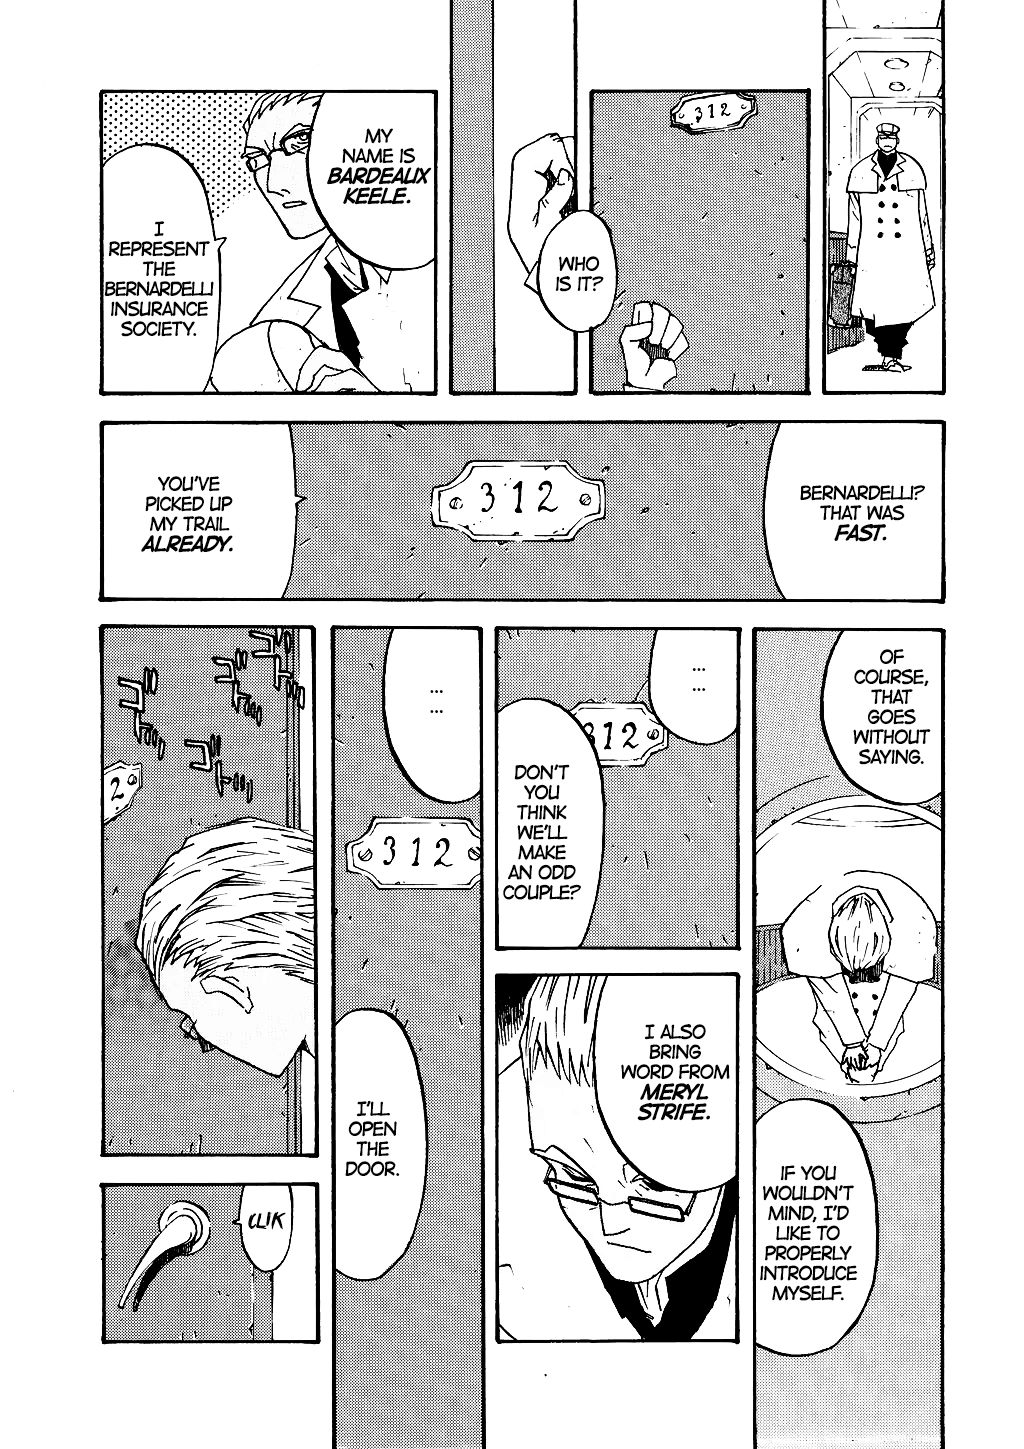 312
WHO
IS IT?
MY
NAME IS
BARDEAUX
KEELE.
I
REPRESENT
THE
BERNARDELLI
INSURANCE
SOCIETY.
BERNARDELLI?
THAT WAS
FAST.
312
YOU'VE
PICKED UP
MY TRAIL
ALREADY.
OF
COURSE,
THAT
GOES
WITHOUT
SAYING.
IF YOU
WOULDN'T
MIND, I'D
LIKE TO
PROPERLY
INTRODUCE
MYSELF.
...
...
312
DON'T
YOU
THINK
WE'LL
MAKE
AN ODD
COUPLE?
I ALSO
BRING
WORD FROM
MERYL
STRIFE.
...
...
312
I'LL
OPEN
THE
DOOR.
2
CLIK